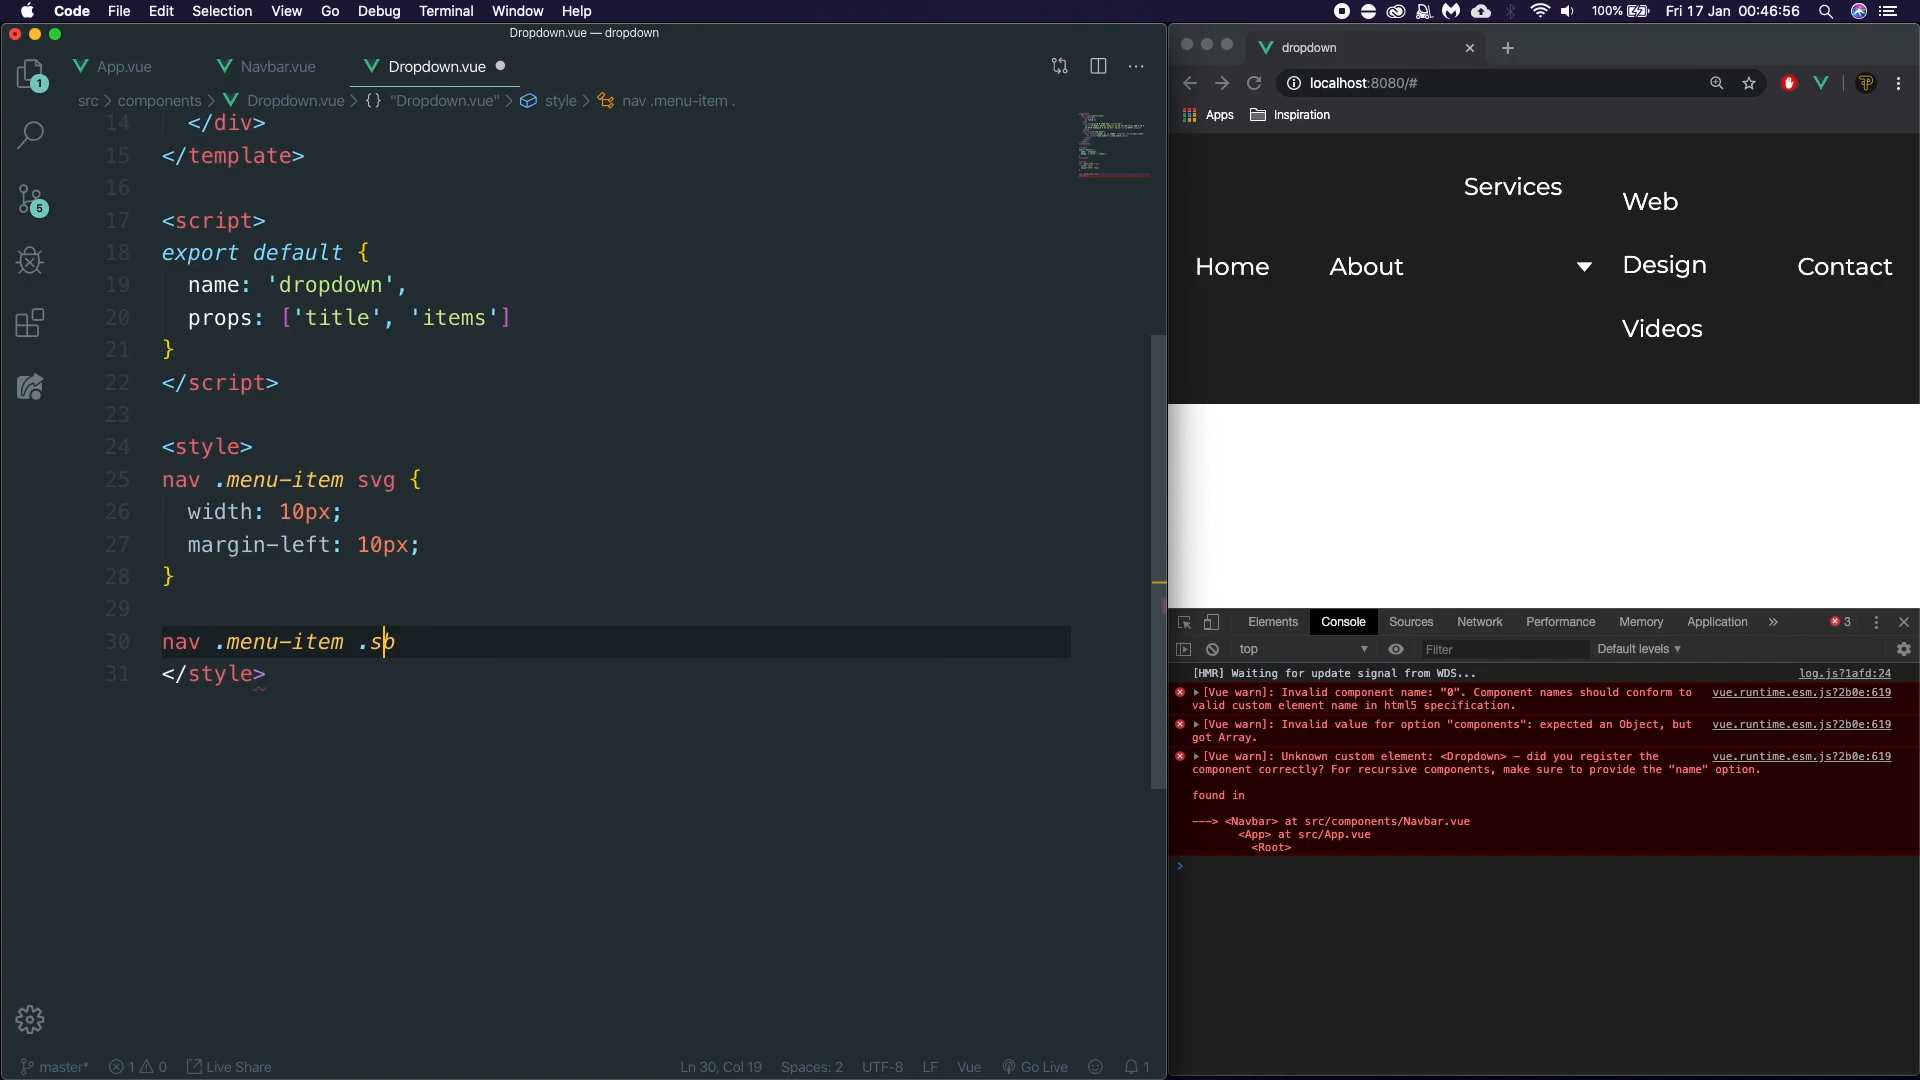 Code File Edit Selection View Go Debug Terminal Window Help
100% Fri 17 Jan 00:46:56
Dropdown.vue — dropdown
App.vue Navbar.vue Dropdown.vue
src > components > Dropdown.vue > {} "Dropdown.vue" > style > nav .menu-item .
1
5
14 </div>
15 </template>
16
17 <script>
18 export default {
19 name: 'dropdown',
20 props: ['title', 'items']
21 }
22 </script>
23
24 <style>
25 nav .menu-item svg {
26 width: 10px;
27 margin-left: 10px;
28 }
29
30 nav .menu-item .sb
31 </style>
master* 1 0 Live Share
Ln 30, Col 19 Spaces: 2 UTF-8 LF Vue Go Live 1
dropdown
localhost:8080/#
Apps Inspiration
Services
Web
Home About Design Contact
Videos
Elements Console Sources Network Performance Memory Application » 3
top Filter Default levels
[HMR] Waiting for update signal from WDS... log.js?1afd:24
[Vue warn]: Invalid component name: "0". Component names should conform to vue.runtime.esm.js?2b0e:619
valid custom element name in html5 specification.
[Vue warn]: Invalid value for option "components": expected an Object, but vue.runtime.esm.js?2b0e:619
got Array.
[Vue warn]: Unknown custom element: <Dropdown> - did you register the vue.runtime.esm.js?2b0e:619
component correctly? For recursive components, make sure to provide the "name" option.
found in
---> <Navbar> at src/components/Navbar.vue
<App> at src/App.vue
<Root>